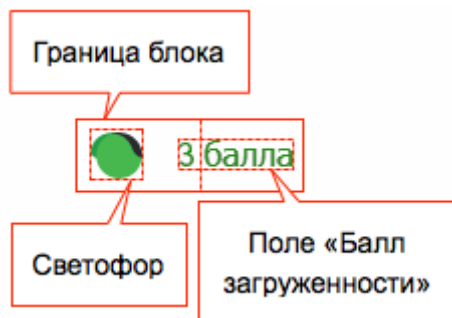 Граница блока
3 балла
Светофор
Поле «Балл
загруженности»